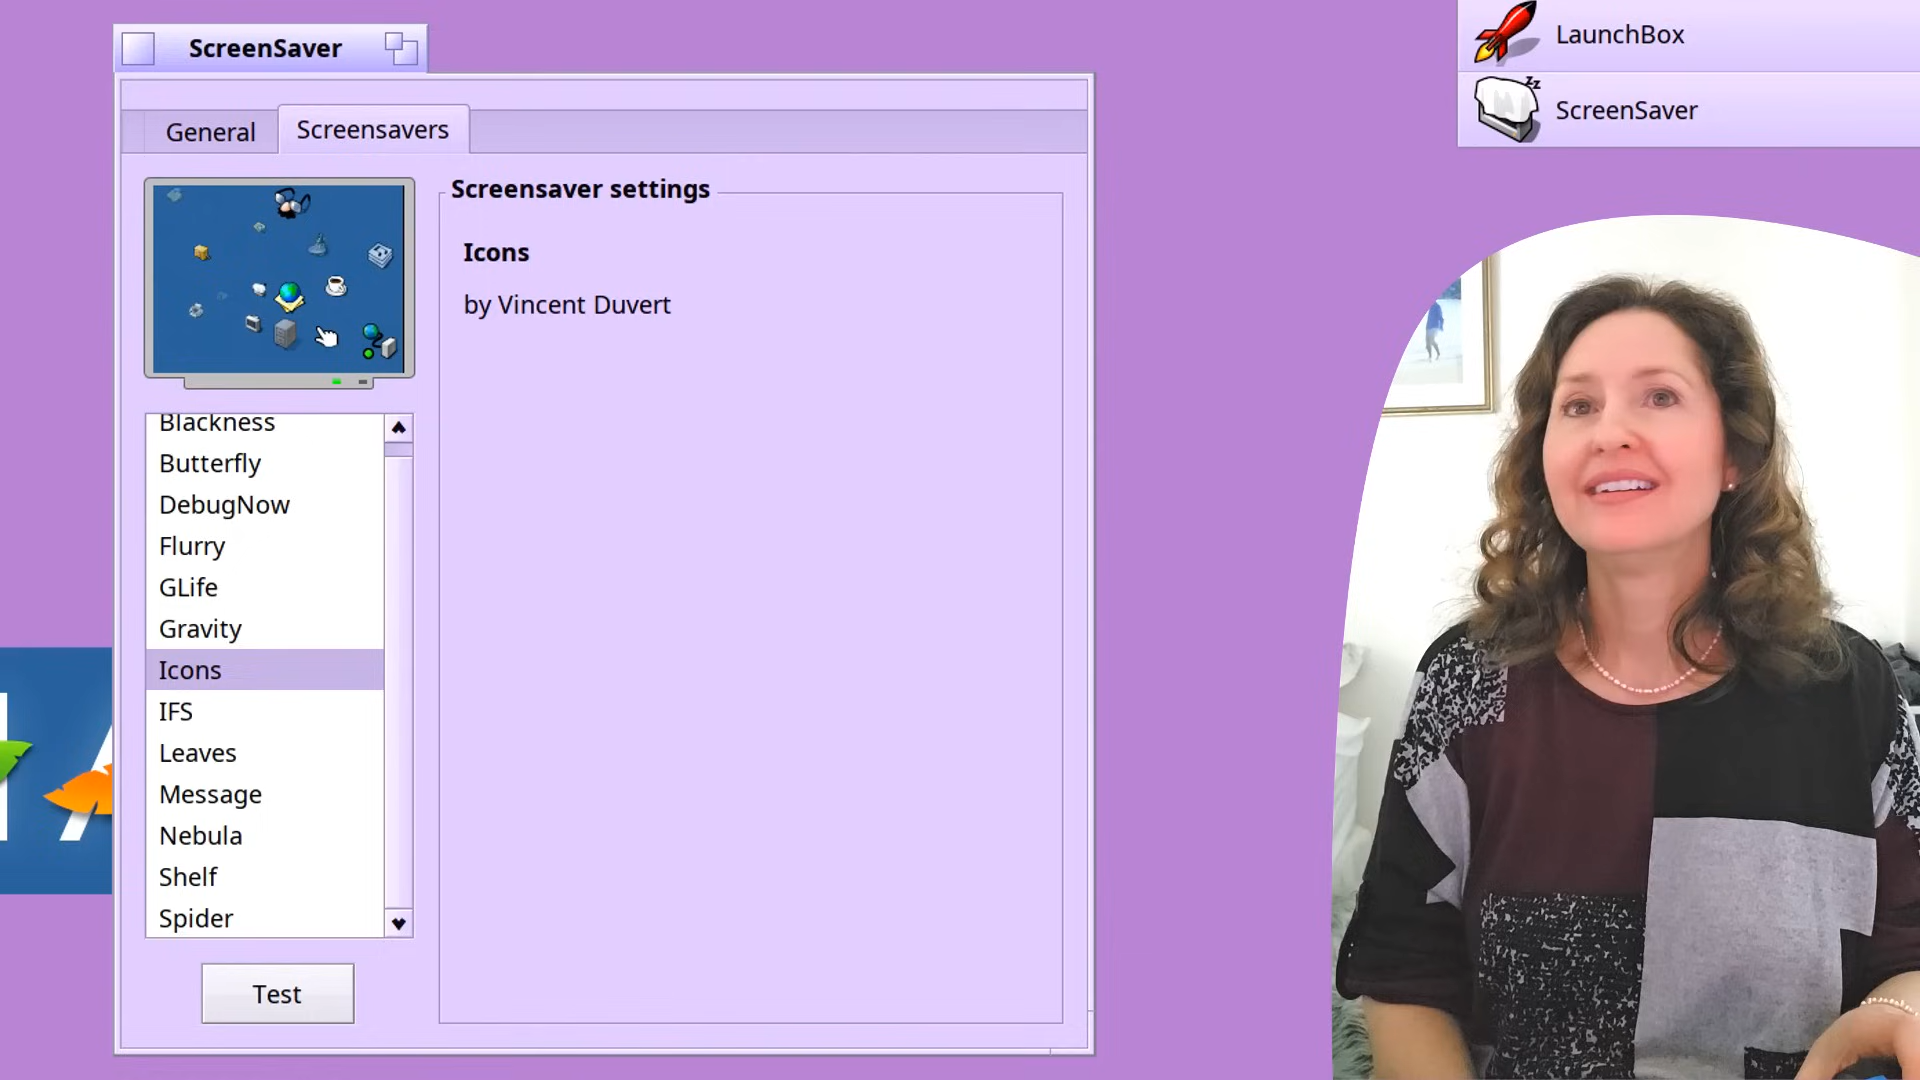 ScreenSaver
LaunchBox
ScreenSaver
General
Screensavers
Screensaver settings
Icons
by Vincent Duvert
Blackness
Butterfly
DebugNow
Flurry
GLife
Gravity
Icons
IFS
Leaves
Message
Nebula
Shelf
Spider
Test